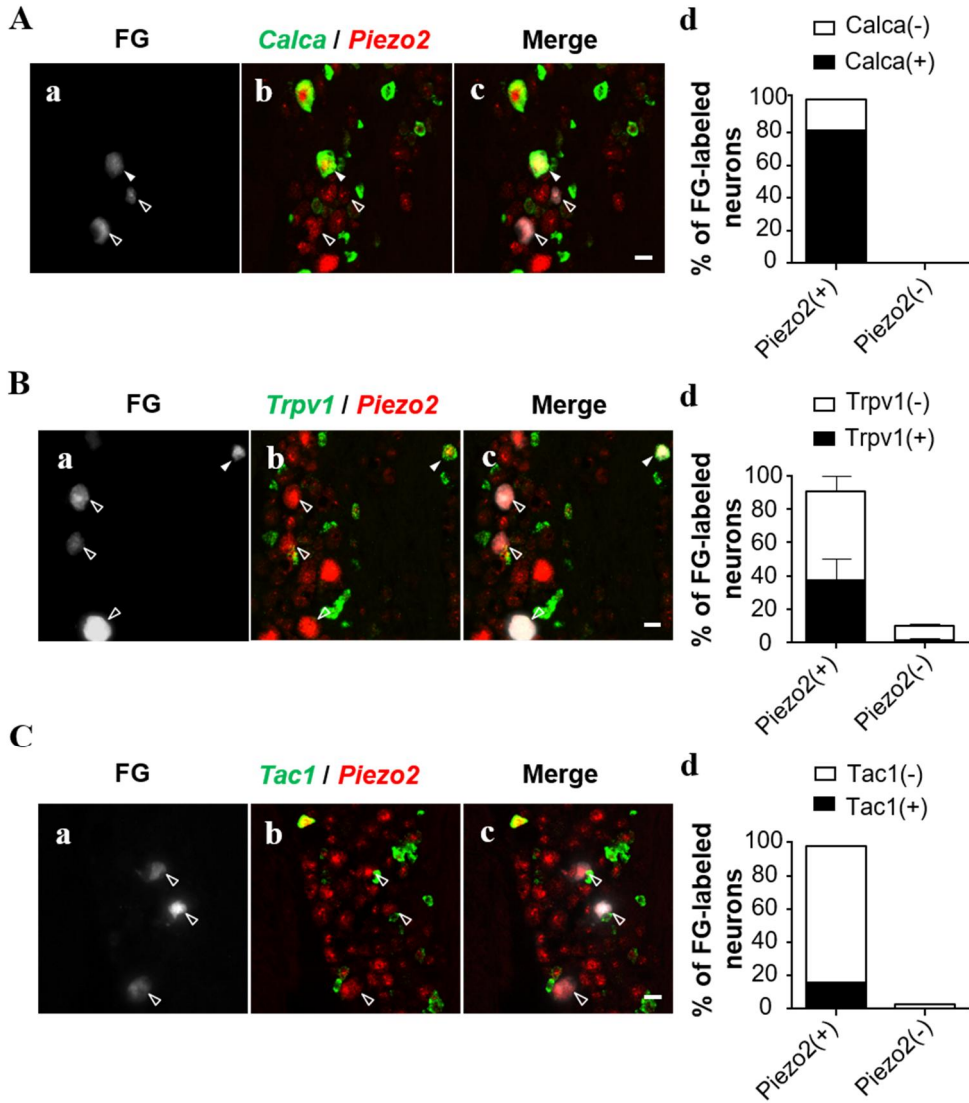 A
FG
Calca / Piezo2
Merge
a
b
c
d
Calca(-)
Calca(+)
% of FG-labeled
neurons
100
80
60
40
20
0
Piezo2(+)
Piezo2(-)
B
FG
Trpv1 / Piezo2
Merge
a
b
c
d
Trpv1(-)
Trpv1(+)
% of FG-labeled
neurons
100
80
60
40
20
0
Piezo2(+)
Piezo2(-)
C
FG
Tac1 / Piezo2
Merge
a
b
c
d
Tac1(-)
Tac1(+)
% of FG-labeled
neurons
100
80
60
40
20
0
Piezo2(+)
Piezo2(-)